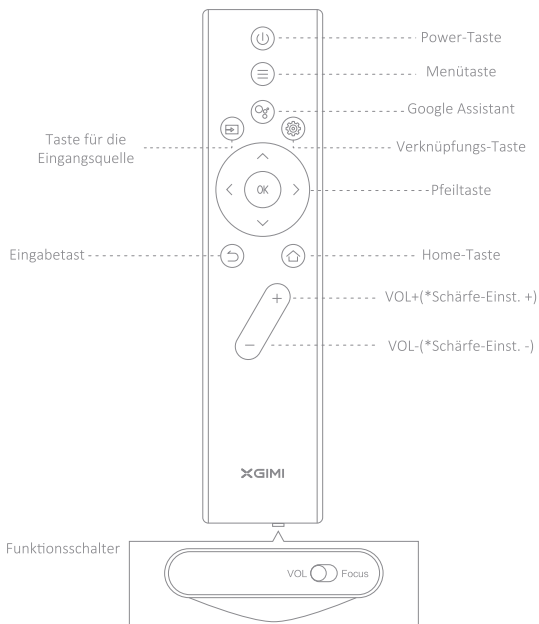 Power-Taste
Menütaste
Google Assistant
Taste für die
Eingangsquelle
Verknüpfungs-Taste
OK
Pfeiltaste
Eingabetast
Home-Taste
+
VOL+(*Schärfe-Einst. +)
−
VOL-(*Schärfe-Einst. -)
XGIMI
Funktionsschalter
VOL Focus